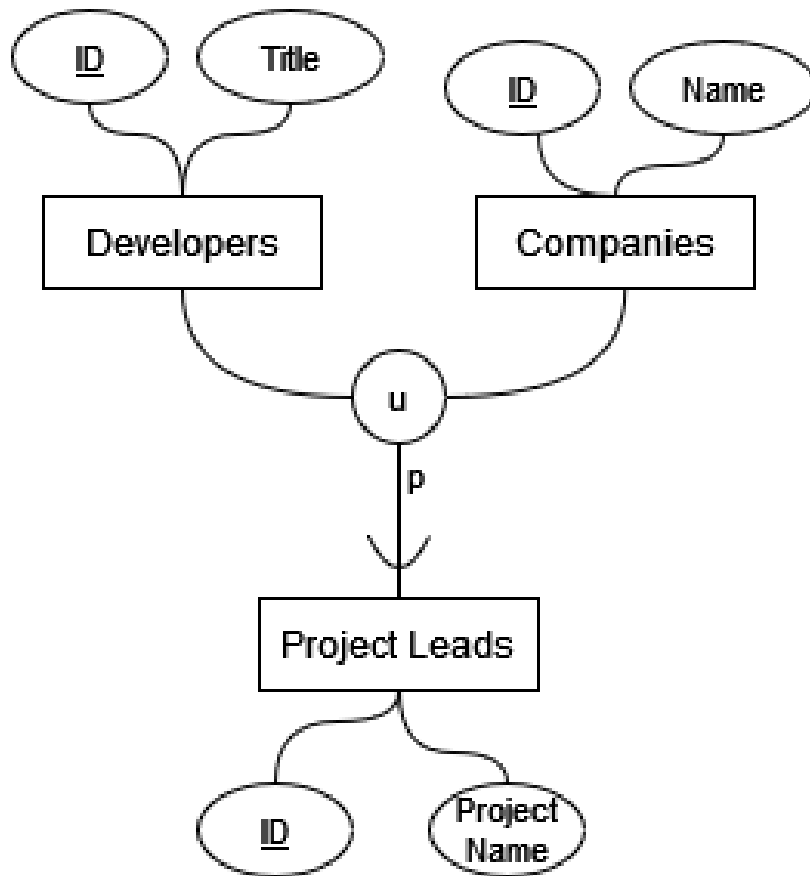 ID
Title
ID
Name
Developers
Companies
u
p
Project Leads
ID
Project
Name